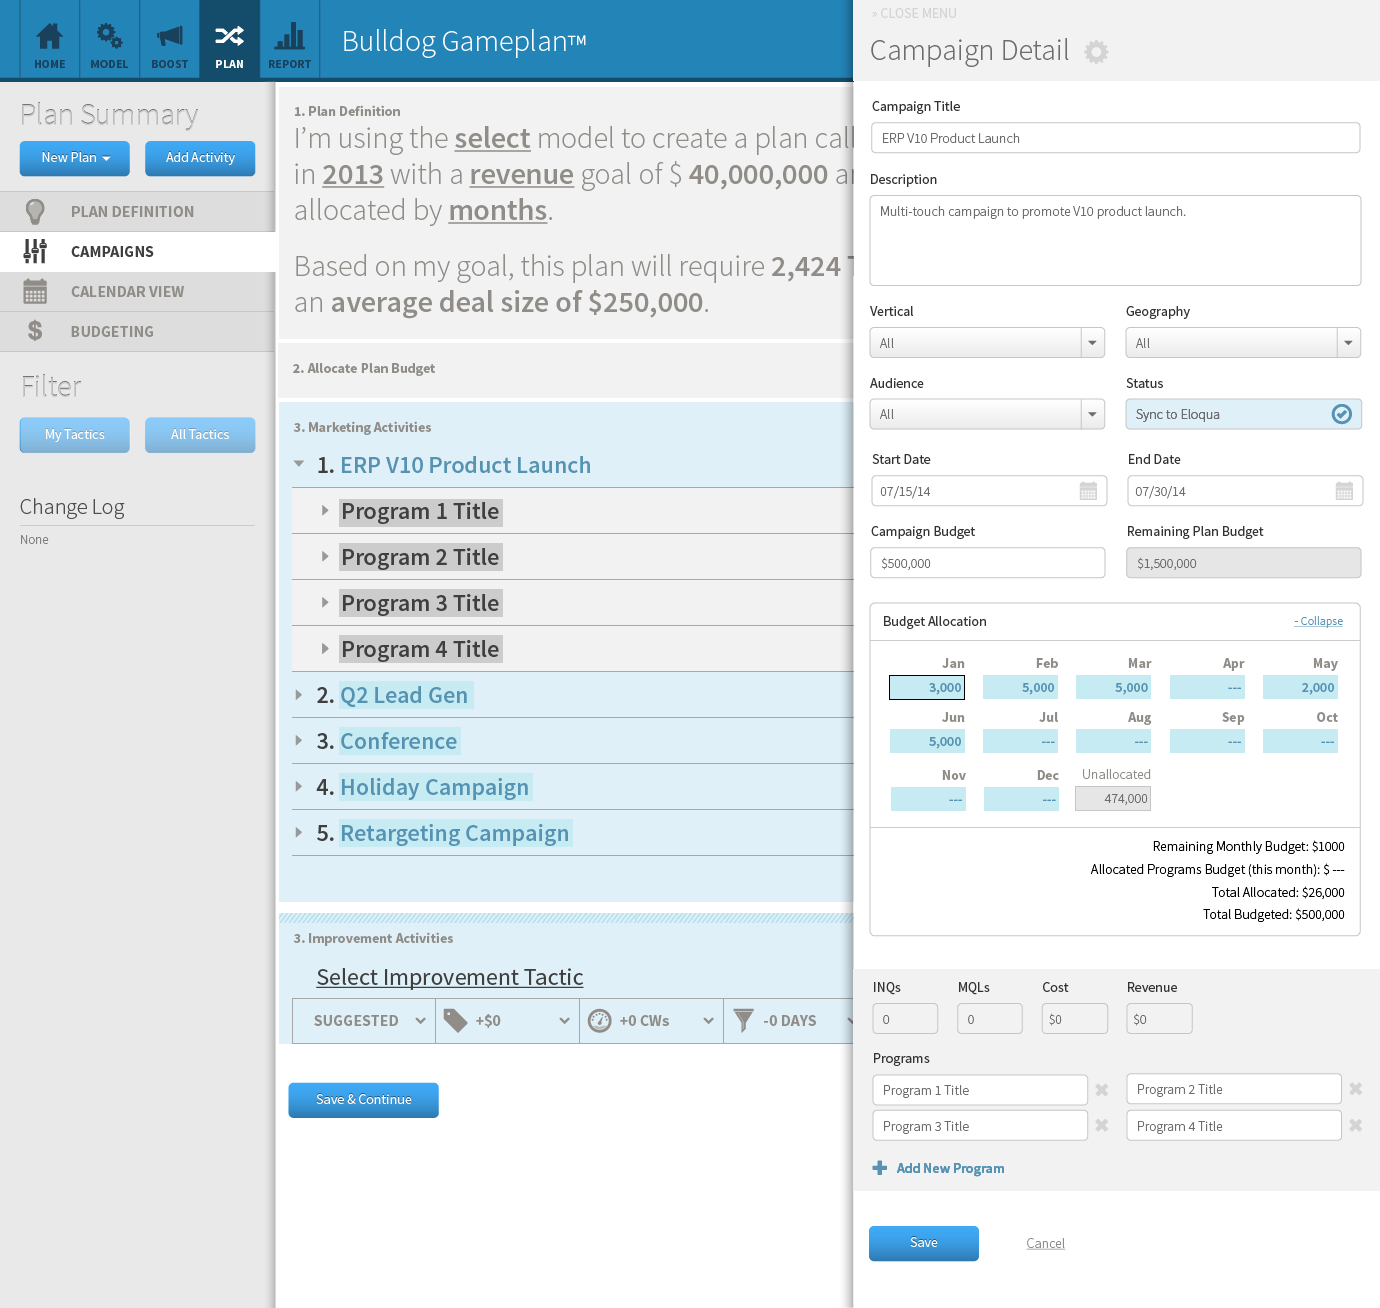 HOME
MODEL
BOOST
PLAN
REPORT
Bulldog Gameplan™
Plan Summary
New Plan
Add Activity
PLAN DEFINITION
CAMPAIGNS
CALENDAR VIEW
BUDGETING
Filter
My Tactics
All Tactics
Change Log
None
1. Plan Definition
I'm using the select model to create a plan call
in 2013 with a revenue goal of $ 40,000,000
allocated by months.
Based on my goal, this plan will require 2,424
an average deal size of $250,000.
2. Allocate Plan Budget
3. Marketing Activities
1. ERP V10 Product Launch
Program 1 Title
Program 2 Title
Program 3 Title
Program 4 Title
2. Q2 Lead Gen
3. Conference
4. Holiday Campaign
5. Retargeting Campaign
3. Improvement Activities
Select Improvement Tactic
SUGGESTED
+$0
+0 CWs
-0 DAYS
Save & Continue
» CLOSE MENU
Campaign Detail
Campaign Title
ERP V10 Product Launch
Description
Multi-touch campaign to promote V10 product launch.
Vertical
All
Geography
All
Audience
All
Status
Sync to Eloqua
Start Date
07/15/14
End Date
07/30/14
Campaign Budget
$500,000
Remaining Plan Budget
$1,500,000
Budget Allocation
- Collapse
Jan Feb Mar Apr May
3,000 5,000 5,000 --- 2,000
Jun Jul Aug Sep Oct
5,000 --- --- --- ---
Nov Dec Unallocated
--- --- 474,000
Remaining Monthly Budget: $1000
Allocated Programs Budget (this month): $ ---
Total Allocated: $26,000
Total Budgeted: $500,000
INQs MQLs Cost Revenue
0 0 $0 $0
Programs
Program 1 Title
Program 2 Title
Program 3 Title
Program 4 Title
Add New Program
Save
Cancel